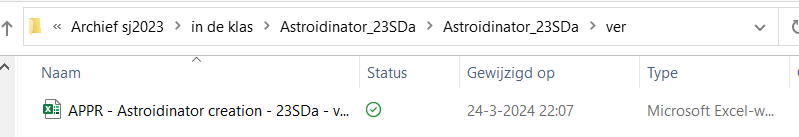 « Archief sj2023 > in de klas > Astroidinator_23SDa > Astroidinator_23SDa > ver
Naam Status Gewijzigd op Type
APPR - Astroidinator creation - 23SDa - v... 24-3-2024 22:07 Microsoft Excel-w...